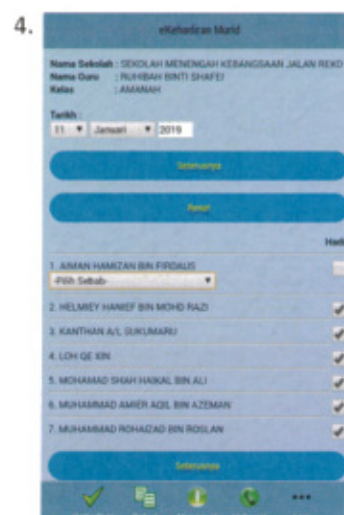 4.
eKehadiran Murid
Nama Sekolah : SEKOLAH MENENGAH KEBANGSAAN JALAN REKO
Nama Guru : RUHIBAH BINTI SHAFEI
Kelas : AMANAH
Tarikh :
11 Januari 2019
Seterusnya
Reset
Hadi
1. AIMAN HAMIZAN BIN FIRDAUS
-Pilih Sebab-
2. HELMIEY HANIEF BIN MOHD RAZI
3. KANTHAN A/L SUKUMARU
4. LOH QE XIN
5. MOHAMAD SHAH HAIKAL BIN ALI
6. MUHAMMAD AMIER AQIL BIN AZEMAN
7. MUHAMMAD ROHAIZAD BIN ROSLAN
Seterusnya